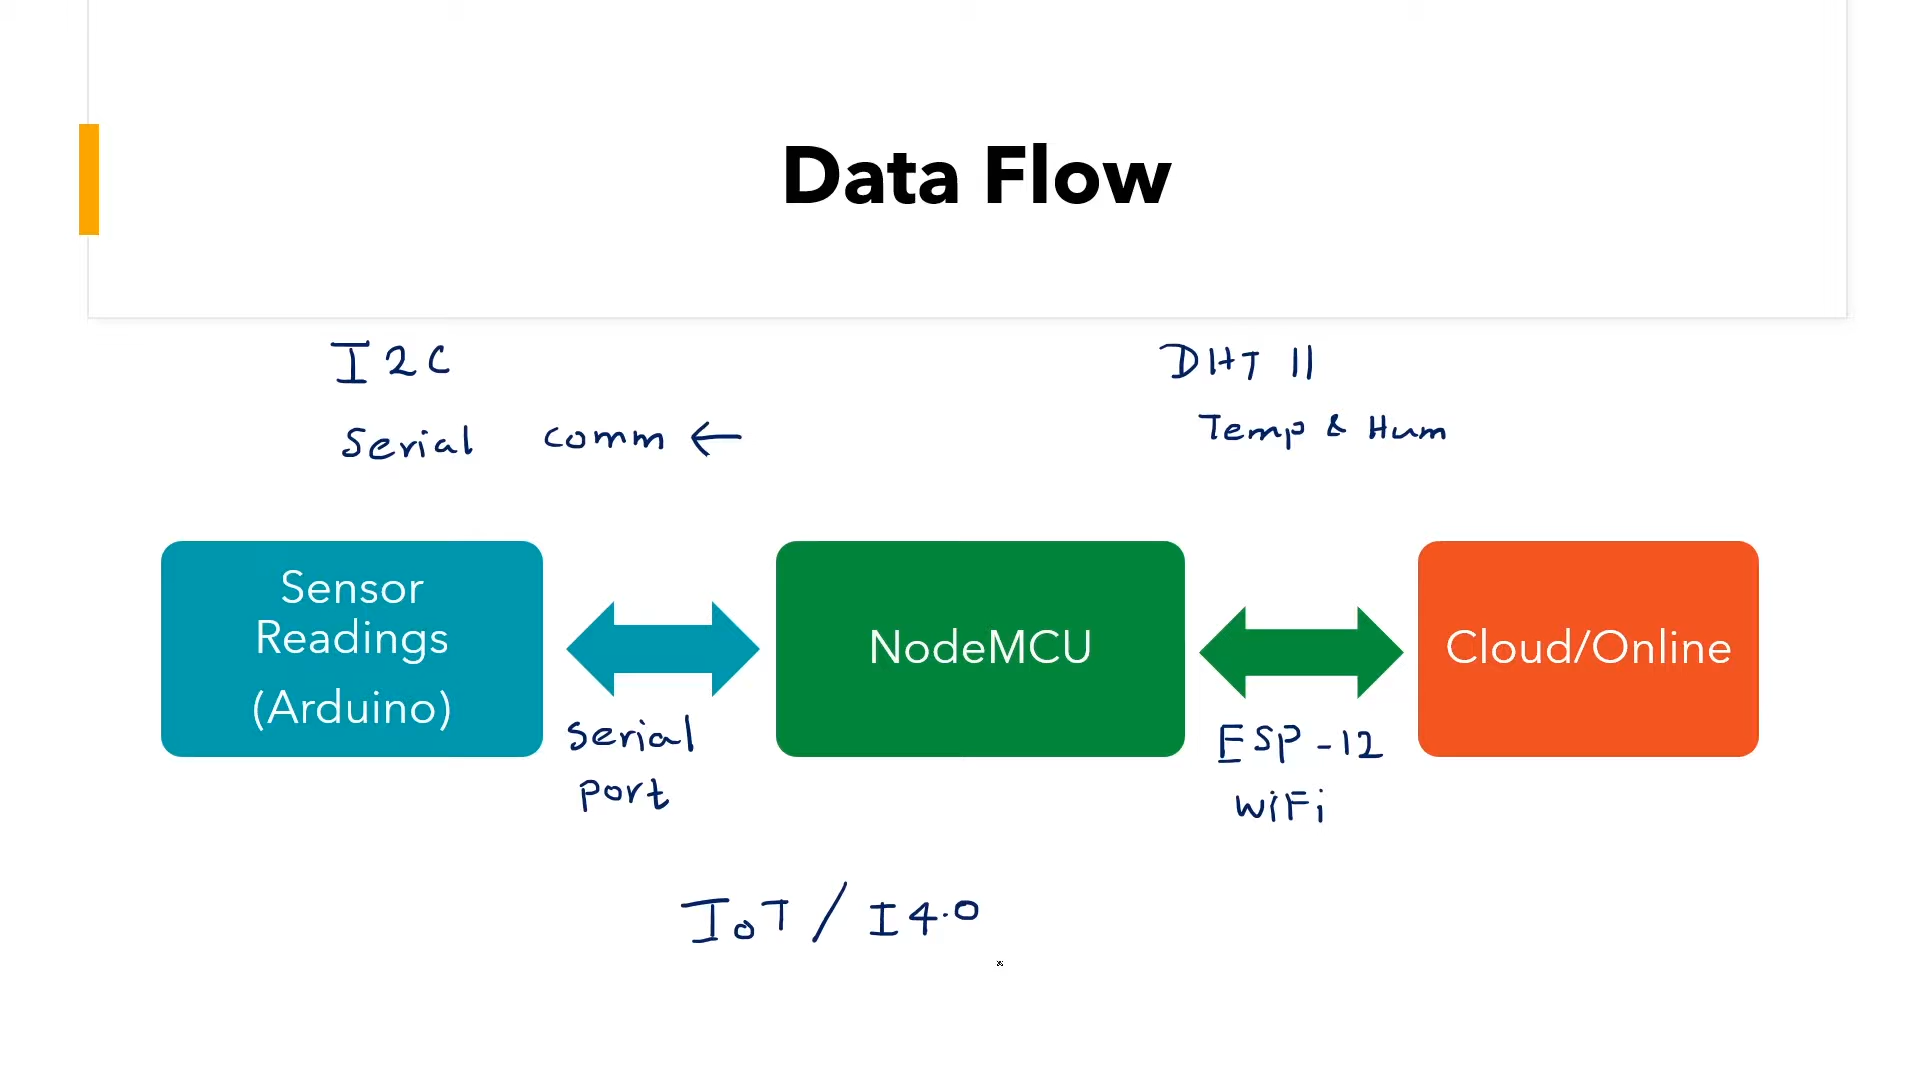 Data Flow
I2C
Serial comm ←
DHT 11
Temp & Hum
Sensor
Readings
(Arduino)
serial
port
NodeMCU
ESP-12
WiFi
Cloud/Online
IoT / I4.0